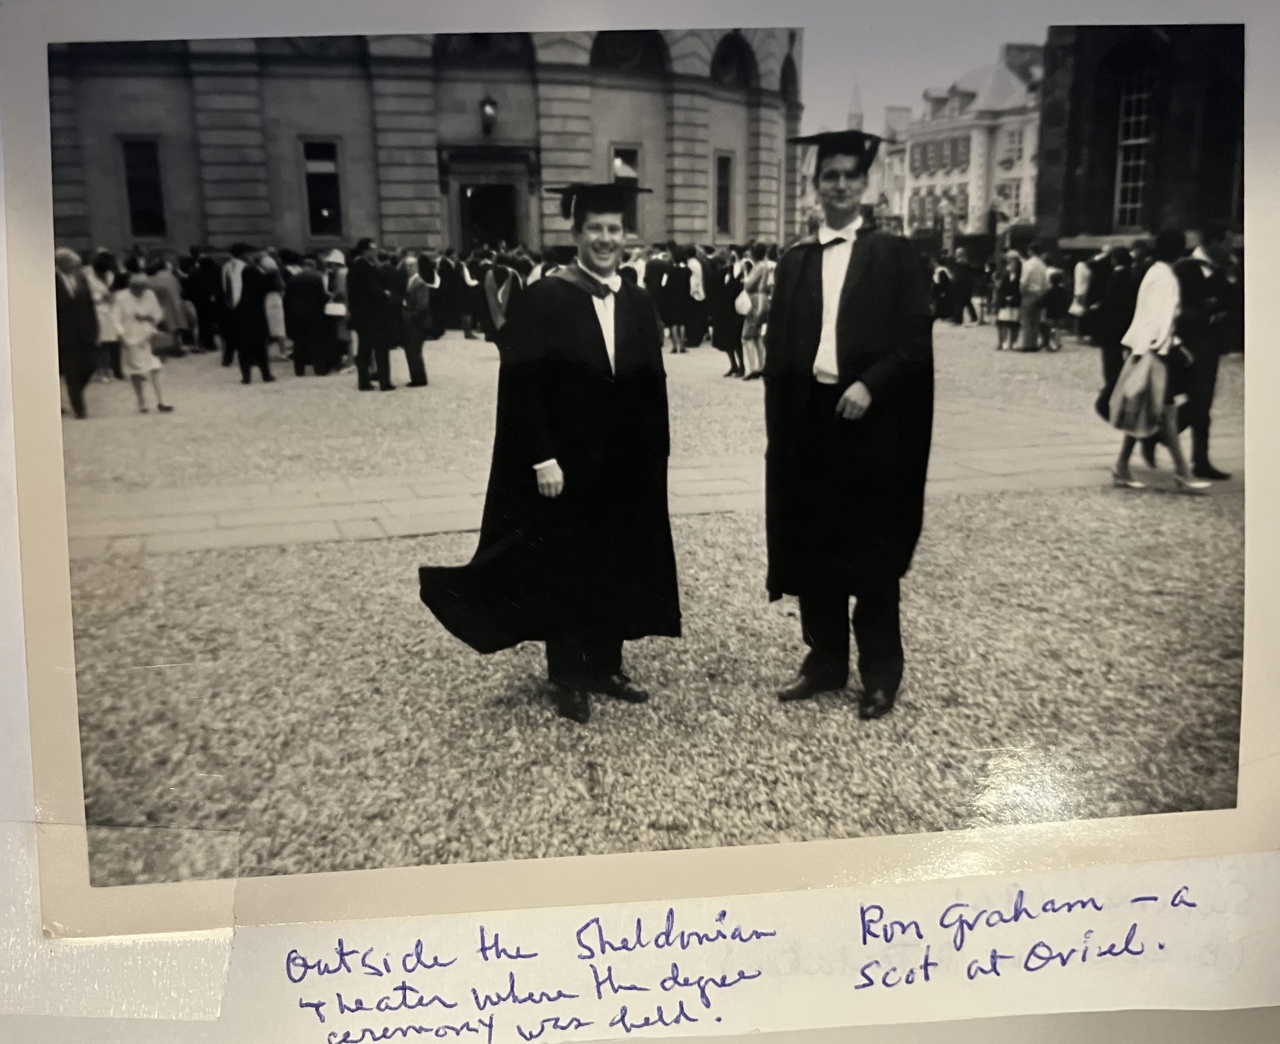 Outside the Sheldonian
Theater where the degree
ceremony was held.
Ron Graham – a
Scot at Oriel.